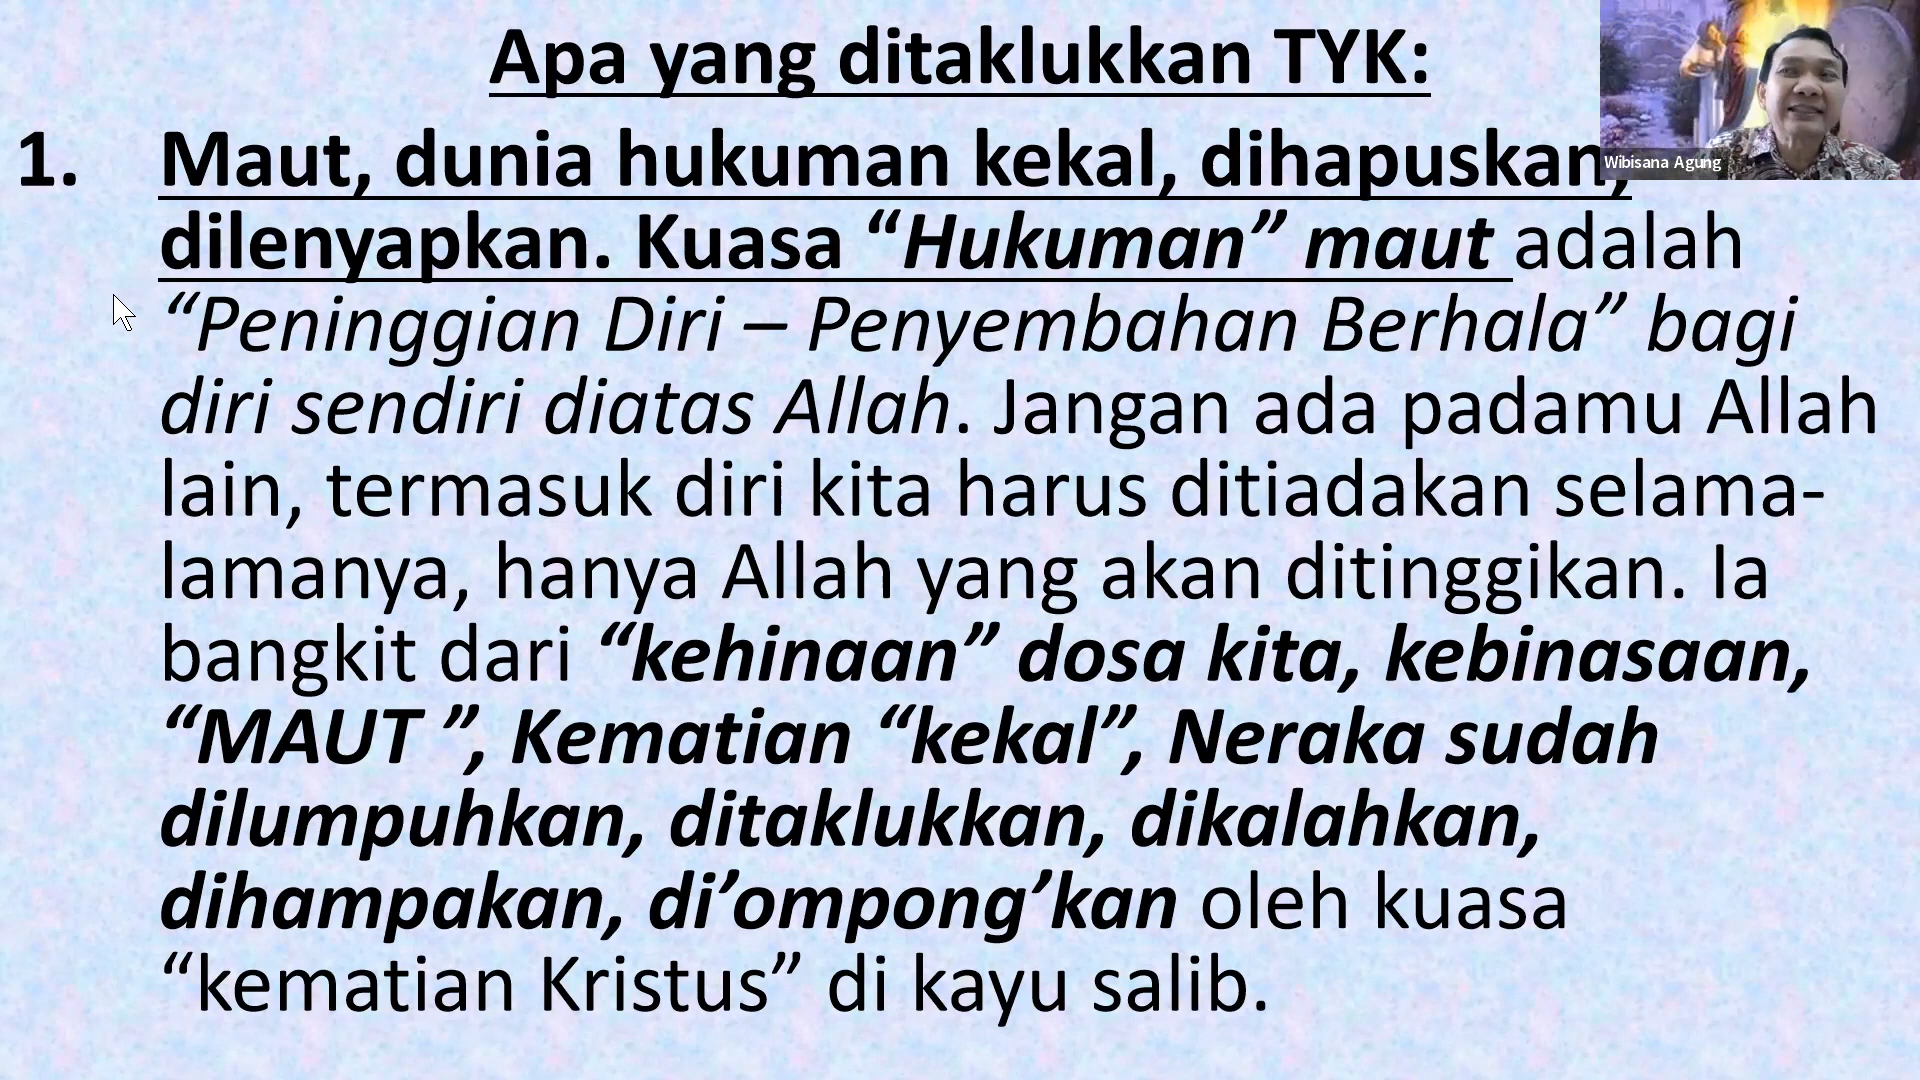 Apa yang ditaklukkan TYK:
1. Maut, dunia hukuman kekal, dihapuskan,
Wibisana Agung
dilenyapkan. Kuasa “Hukuman” maut adalah
“Peninggian Diri – Penyembahan Berhala” bagi
diri sendiri diatas Allah. Jangan ada padamu Allah
lain, termasuk diri kita harus ditiadakan selama-
lamanya, hanya Allah yang akan ditinggikan. Ia
bangkit dari “kehinaan” dosa kita, kebinasaan,
“MAUT ”, Kematian “kekal”, Neraka sudah
dilumpuhkan, ditaklukkan, dikalahkan,
dihampakan, di’ompong’kan oleh kuasa
“kematian Kristus” di kayu salib.